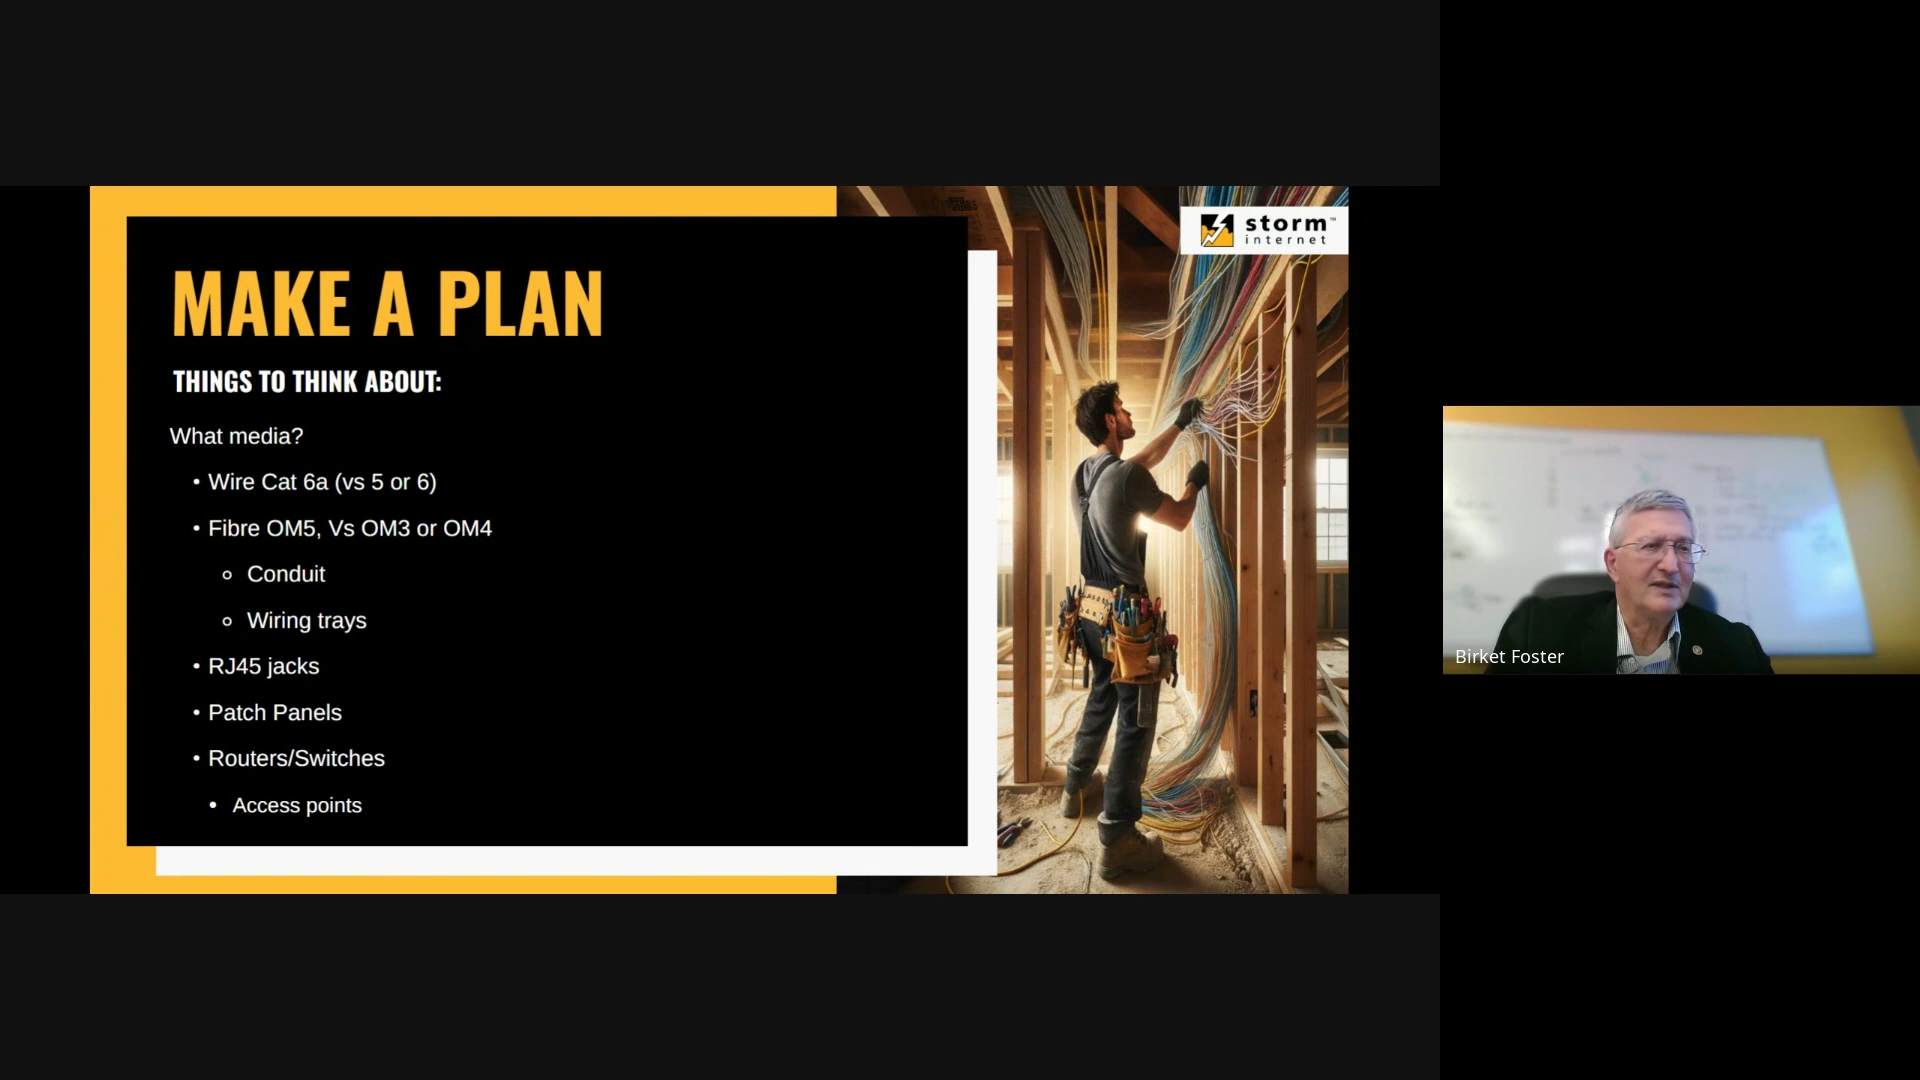 storm™
internet
MAKE A PLAN
THINGS TO THINK ABOUT:
What media?
• Wire Cat 6a (vs 5 or 6)
• Fibre OM5, Vs OM3 or OM4
○ Conduit
○ Wiring trays
• RJ45 jacks
• Patch Panels
• Routers/Switches
• Access points
Birket Foster